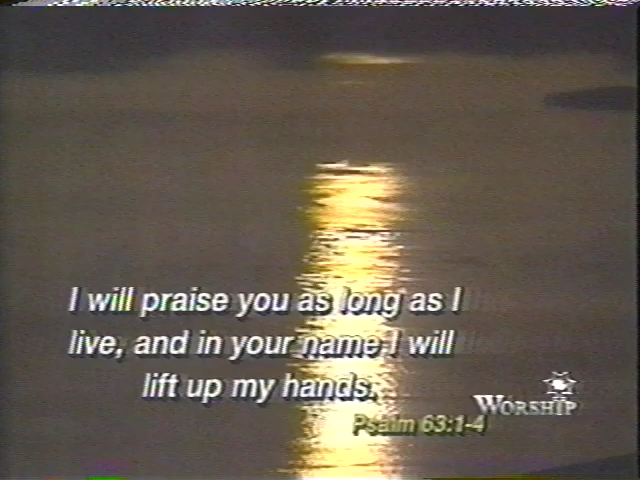 I will praise you as long as I
live, and in your name I will
lift up my hands.
Psalm 63:1-4
WORSHIP